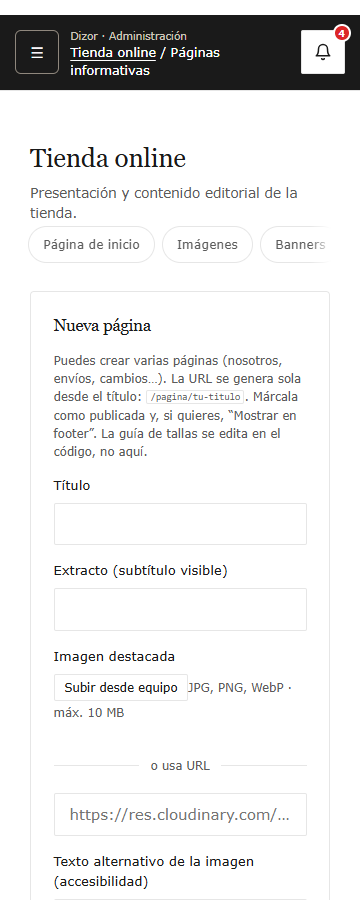 ☰
Dizor · Administración
Tienda online / Páginas
informativas
4
Tienda online
Presentación y contenido editorial de la
tienda.
Página de inicio
Imágenes
Banners
Nueva página
Puedes crear varias páginas (nosotros,
envíos, cambios…). La URL se genera sola
desde el título: /pagina/tu-titulo. Márcala
como publicada y, si quieres, “Mostrar en
footer”. La guía de tallas se edita en el
código, no aquí.
Título
Extracto (subtítulo visible)
Imagen destacada
Subir desde equipo JPG, PNG, WebP ·
máx. 10 MB
o usa URL
https://res.cloudinary.com/…
Texto alternativo de la imagen
(accesibilidad)